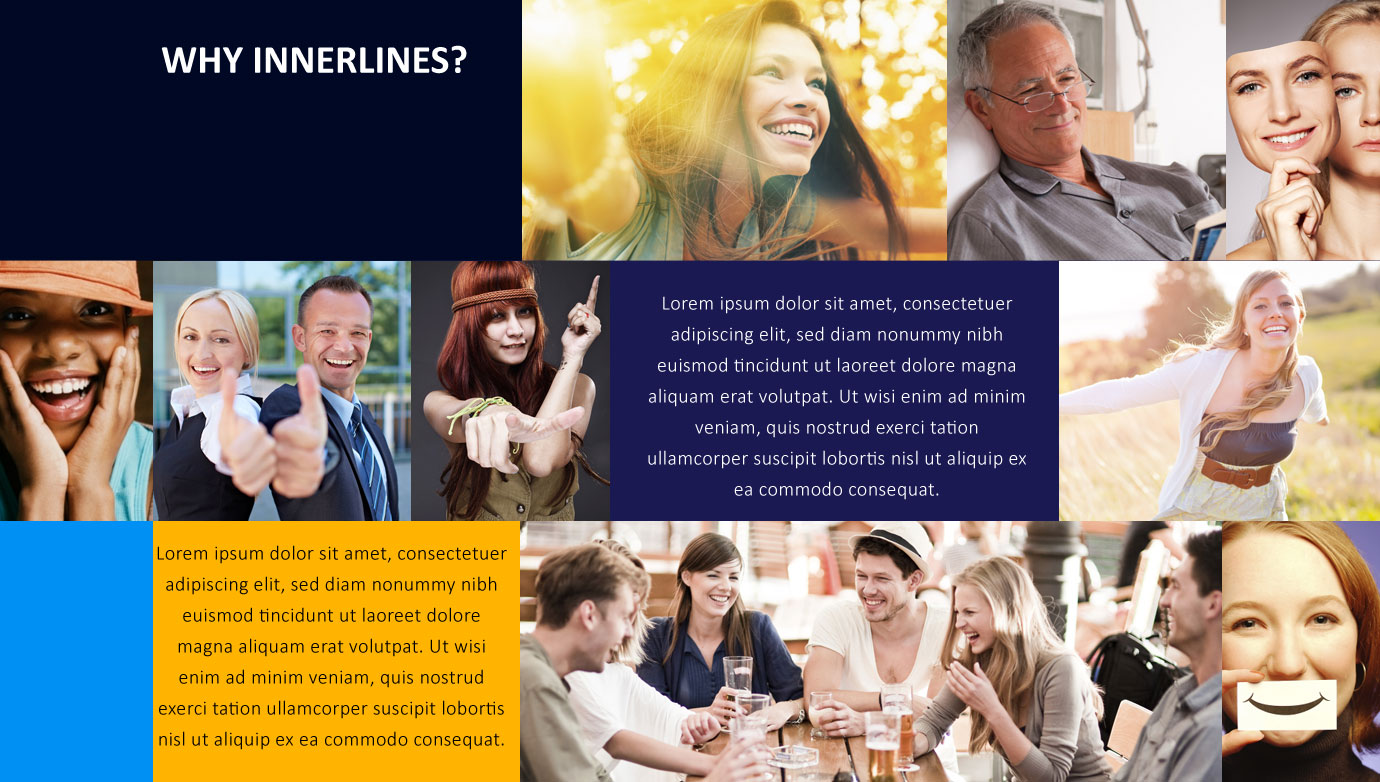 WHY INNERLINES?
Lorem ipsum dolor sit amet, consectetuer
adipiscing elit, sed diam nonummy nibh
euismod tincidunt ut laoreet dolore magna
aliquam erat volutpat. Ut wisi enim ad minim
veniam, quis nostrud exerci tation
ullamcorper suscipit lobortis nisl ut aliquip ex
ea commodo consequat.
Lorem ipsum dolor sit amet, consectetuer
adipiscing elit, sed diam nonummy nibh
euismod tincidunt ut laoreet dolore
magna aliquam erat volutpat. Ut wisi
enim ad minim veniam, quis nostrud
exerci tation ullamcorper suscipit lobortis
nisl ut aliquip ex ea commodo consequat.